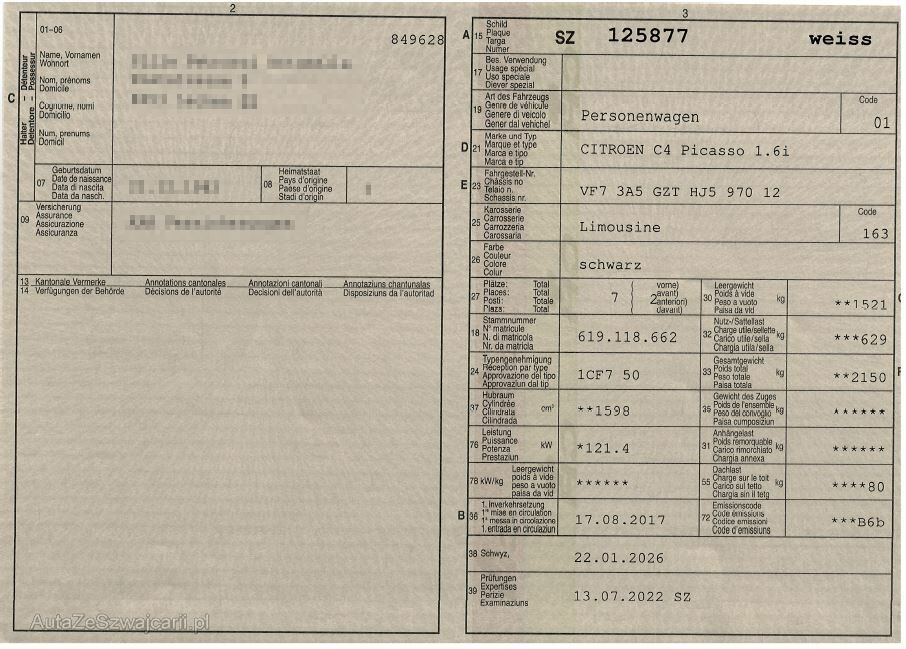 2
01-06
849628
C
Halter – Détenteur
Detentore – Possessur
Name, Vornamen
Wohnort
Nom, prénoms
Domicile
Cognome, nomi
Domicilio
Num, prenums
Domicil
07
Geburtsdatum
Date de naissance
Data di nascita
Data da nasch.
08
Heimatstaat
Pays d'origine
Paese d'origine
Stadi d'origin
09
Versicherung
Assurance
Assicurazione
Assicuranza
13 Kantonale Vermerke Annotations cantonales Annotazioni cantonali Annotaziuns chantunalas
14 Verfügungen der Behörde Décisions de l'autorité Decisioni dell'autorità Disposiziuns da l'autoritad
AutaZeSzwajcarii.pl
3
A 15
Schild
Plaque
Targa
Numer
SZ 125877 weiss
17
Bes. Verwendung
Usage spécial
Uso speciale
Diever spezial
19
Art des Fahrzeugs
Genre de véhicule
Genere di veicolo
Gener dal vehichel
Personenwagen
Code
01
D 21
Marke und Typ
Marque et type
Marca e tipo
Marca e tip
CITROEN C4 Picasso 1.6i
E 23
Fahrgestell-Nr.
Châssis no
Telaio n.
Schassis nr.
VF7 3A5 GZT HJ5 970 12
25
Karosserie
Carrosserie
Carrozzeria
Carossaria
Limousine
Code
163
26
Farbe
Couleur
Colore
Colur
schwarz
27
Plätze: Total
Places: Total
Posti: Totale
Plazs: Total
7
2
vorne)
avant)
anterion)
davant)
30
Leergewicht
Poids à vide
Peso a vuoto
Paisa da vid
kg
**1521
18
Stammnummer
N° matricule
N. di matricola
Nr. da matricla
619.118.662
32
Nutz-/Sattellast
Charge utile/sellette
Carico utile/sella
Chargia utila/sella
kg
***629
24
Typengenehmigung
Réception par type
Approvazione del tipo
Approvaziun dal tip
1CF7 50
33
Gesamtgewicht
Poids total
Peso totale
Paisa totala
kg
**2150
37
Hubraum
Cylindrée
Cilindrata
Cilindrada
cm³
**1598
35
Gewicht des Zuges
Poids de l'ensemble
Peso del convoglio
Paisa cumposiziun
kg
******
76
Leistung
Puissance
Potenza
Prestaziun
kW
*121.4
31
Anhängelast
Poids remorquable
Carico rimorchiato
Chargia annexa
kg
******
78 kW/kg
Leergewicht
poids à vide
peso a vuoto
paisa da vid
******
55
Dachlast
Charge sur le toit
Carico sul tetto
Chargia sin il tetg
kg
****80
B 36
1. Inverkehrsetzung
1re mise en circulation
1a messa in circolazione
1. entrada en circulaziun
17.08.2017
72
Emissionscode
Code émissions
Codice emissioni
Code d'emissiuns
***B6b
38 Schwyz,
22.01.2026
39
Prüfungen
Expertises
Perizie
Examinaziuns
13.07.2022 SZ